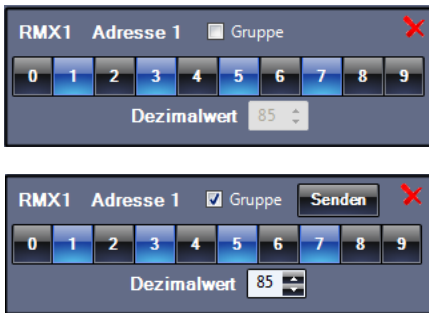 RMX1 Adresse 1 Gruppe
0 1 2 3 4 5 6 7 8 9
Dezimalwert 85
RMX1 Adresse 1 Gruppe Senden
0 1 2 3 4 5 6 7 8 9
Dezimalwert 85